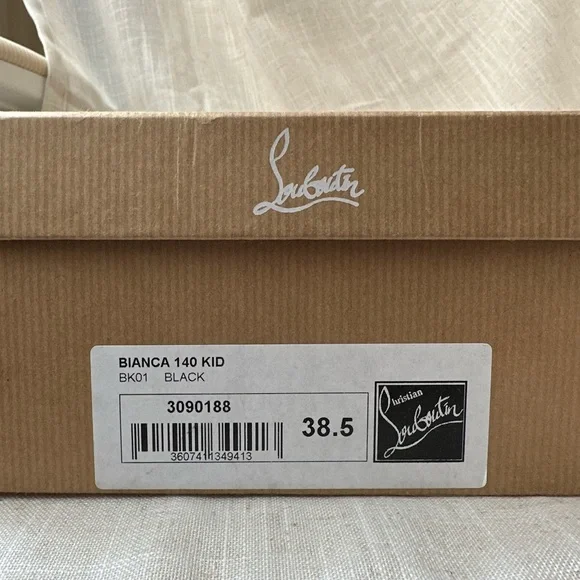 Louboutin
BIANCA 140 KID
BK01 BLACK
3090188
38.5
3607411349413
Christian
Louboutin